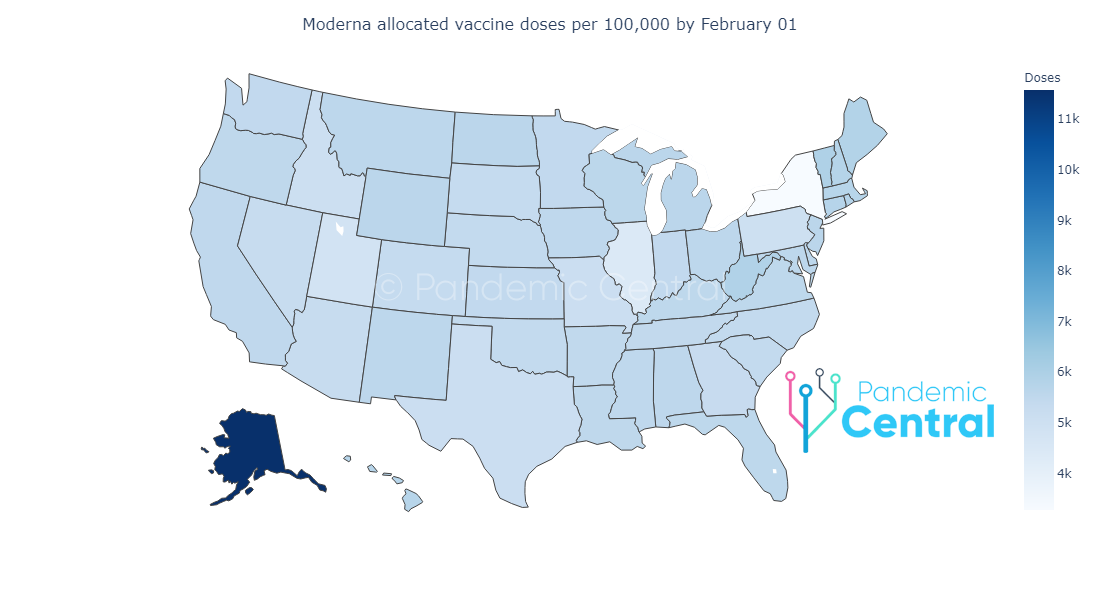 Moderna allocated vaccine doses per 100,000 by February 01
Doses
11k
10k
9k
8k
7k
6k
5k
4k
© Pandemic Central
Pandemic
Central